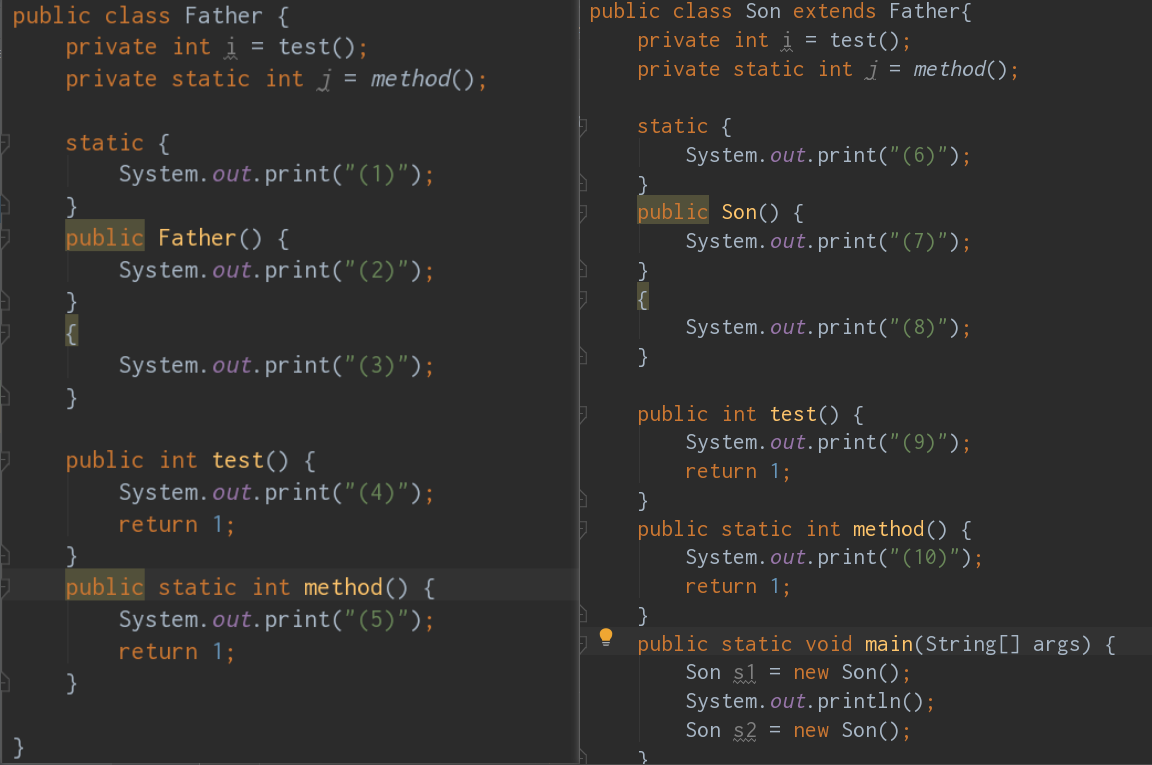 public class Father {
    private int i = test();
    private static int j = method();
    static {
        System.out.print("(1)");
    }
    public Father() {
        System.out.print("(2)");
    }
    {
        System.out.print("(3)");
    }
    public int test() {
        System.out.print("(4)");
        return 1;
    }
    public static int method() {
        System.out.print("(5)");
        return 1;
    }
}
public class Son extends Father{
    private int i = test();
    private static int j = method();
    static {
        System.out.print("(6)");
    }
    public Son() {
        System.out.print("(7)");
    }
    {
        System.out.print("(8)");
    }
    public int test() {
        System.out.print("(9)");
        return 1;
    }
    public static int method() {
        System.out.print("(10)");
        return 1;
    }
    public static void main(String[] args) {
        Son s1 = new Son();
        System.out.println();
        Son s2 = new Son();
    }